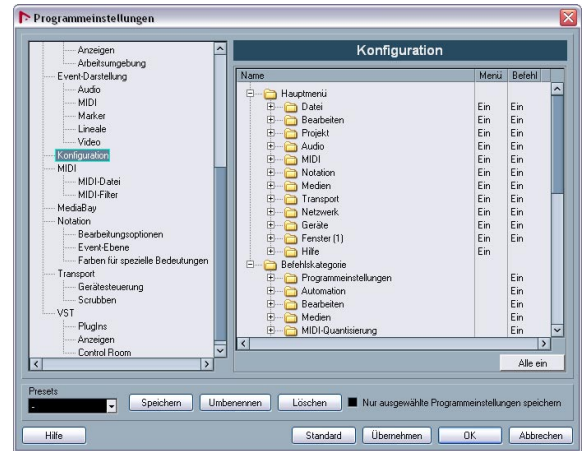 Programmeinstellungen
Anzeigen
Arbeitsumgebung
Event-Darstellung
Audio
MIDI
Marker
Lineale
Video
Konfiguration
MIDI
MIDI-Datei
MIDI-Filter
MediaBay
Notation
Bearbeitungsoptionen
Event-Ebene
Farben für spezielle Bedeutungen
Transport
Gerätesteuerung
Scrubben
VST
PlugIns
Anzeigen
Control Room
Konfiguration
Name Menü Befehl
Hauptmenü
Datei Ein Ein
Bearbeiten Ein Ein
Projekt Ein Ein
Audio Ein Ein
MIDI Ein Ein
Notation Ein Ein
Medien Ein Ein
Transport Ein Ein
Netzwerk Ein Ein
Geräte Ein Ein
Fenster (1) Ein Ein
Hilfe Ein
Befehlskategorie
Programmeinstellungen Ein
Automation Ein
Bearbeiten Ein
Medien Ein
MIDI-Quantisierung Ein
Alle ein
Presets
-
Speichern Umbenennen Löschen Nur ausgewählte Programmeinstellungen speichern
Hilfe Standard Übernehmen OK Abbrechen